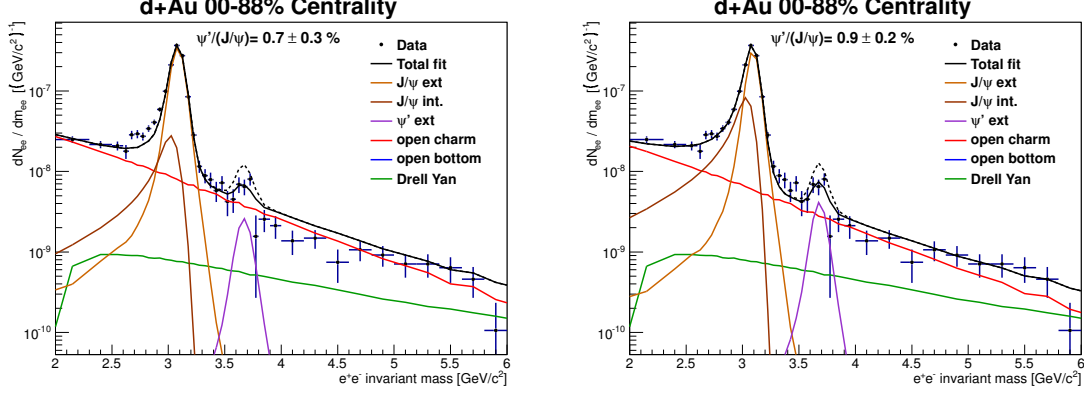 d+Au 00-88% Centrality
ψ'/(J/ψ)= 0.7 ± 0.3 %
Data
Total fit
J/ψ ext
J/ψ int.
ψ' ext
open charm
open bottom
Drell Yan
dN_ee / dm_ee [(GeV/c²)⁻¹]
10⁻⁷
10⁻⁸
10⁻⁹
10⁻¹⁰
2 2.5 3 3.5 4 4.5 5 5.5 6
e⁺e⁻ invariant mass [GeV/c²]
d+Au 00-88% Centrality
ψ'/(J/ψ)= 0.9 ± 0.2 %
Data
Total fit
J/ψ ext
J/ψ int.
ψ' ext
open charm
open bottom
Drell Yan
dN_ee / dm_ee [(GeV/c²)⁻¹]
10⁻⁷
10⁻⁸
10⁻⁹
10⁻¹⁰
2 2.5 3 3.5 4 4.5 5 5.5 6
e⁺e⁻ invariant mass [GeV/c²]